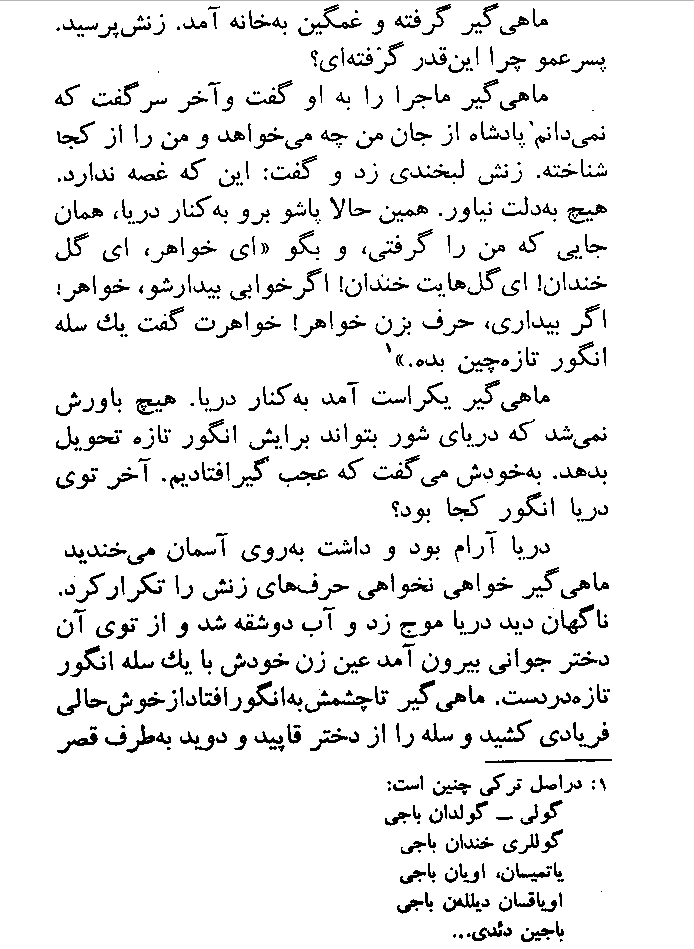 ماهی‌گیر گرفته و غمگین به‌خانه آمد. زنش‌پرسید.
پسرعمو چرا این‌قدر گرفته‌ای؟
ماهی‌گیر ماجرا را به او گفت وآخر سرگفت که
نمی‌دانم پادشاه از جان من چه می‌خواهد و من را از کجا
شناخته. زنش لبخندی زد و گفت: این که غصه ندارد.
هیچ به‌دلت نیاور. همین حالا پاشو برو به‌کنار دریا، همان
جایی که من را گرفتی، و بگو «ای خواهر، ای گل
خندان! ای‌گل‌هایت خندان! اگرخوابی بیدارشو، خواهر!
اگر بیداری، حرف بزن خواهر! خواهرت گفت یك سله
انگور تازه‌چین بده.»۱
ماهی‌گیر یکراست آمد به‌کنار دریا. هیچ باورش
نمی‌شد که دریای شور بتواند برایش انگور تازه تحویل
بدهد. به‌خودش می‌گفت که عجب گیرافتادیم. آخر توی
دریا انگور کجا بود؟
دریا آرام بود و داشت به‌روی آسمان می‌خندید
ماهی‌گیر خواهی نخواهی حرف‌های زنش را تکرارکرد.
ناگهان دید دریا موج زد و آب دوشقه شد و از توی آن
دختر جوانی بیرون آمد عین زن خودش با یك سله انگور
تازه‌دردست. ماهی‌گیر تاچشمش‌به‌انگورافتادازخوش‌حالی
فریادی کشید و سله را از دختر قاپید و دوید به‌طرف قصر
۱: دراصل ترکی چنین است:
گولی — گولدان باجی
گوللری خندان باجی
یاتمیسان، اویان باجی
اویاقسان دیللهن باجی
باجین دئدی...